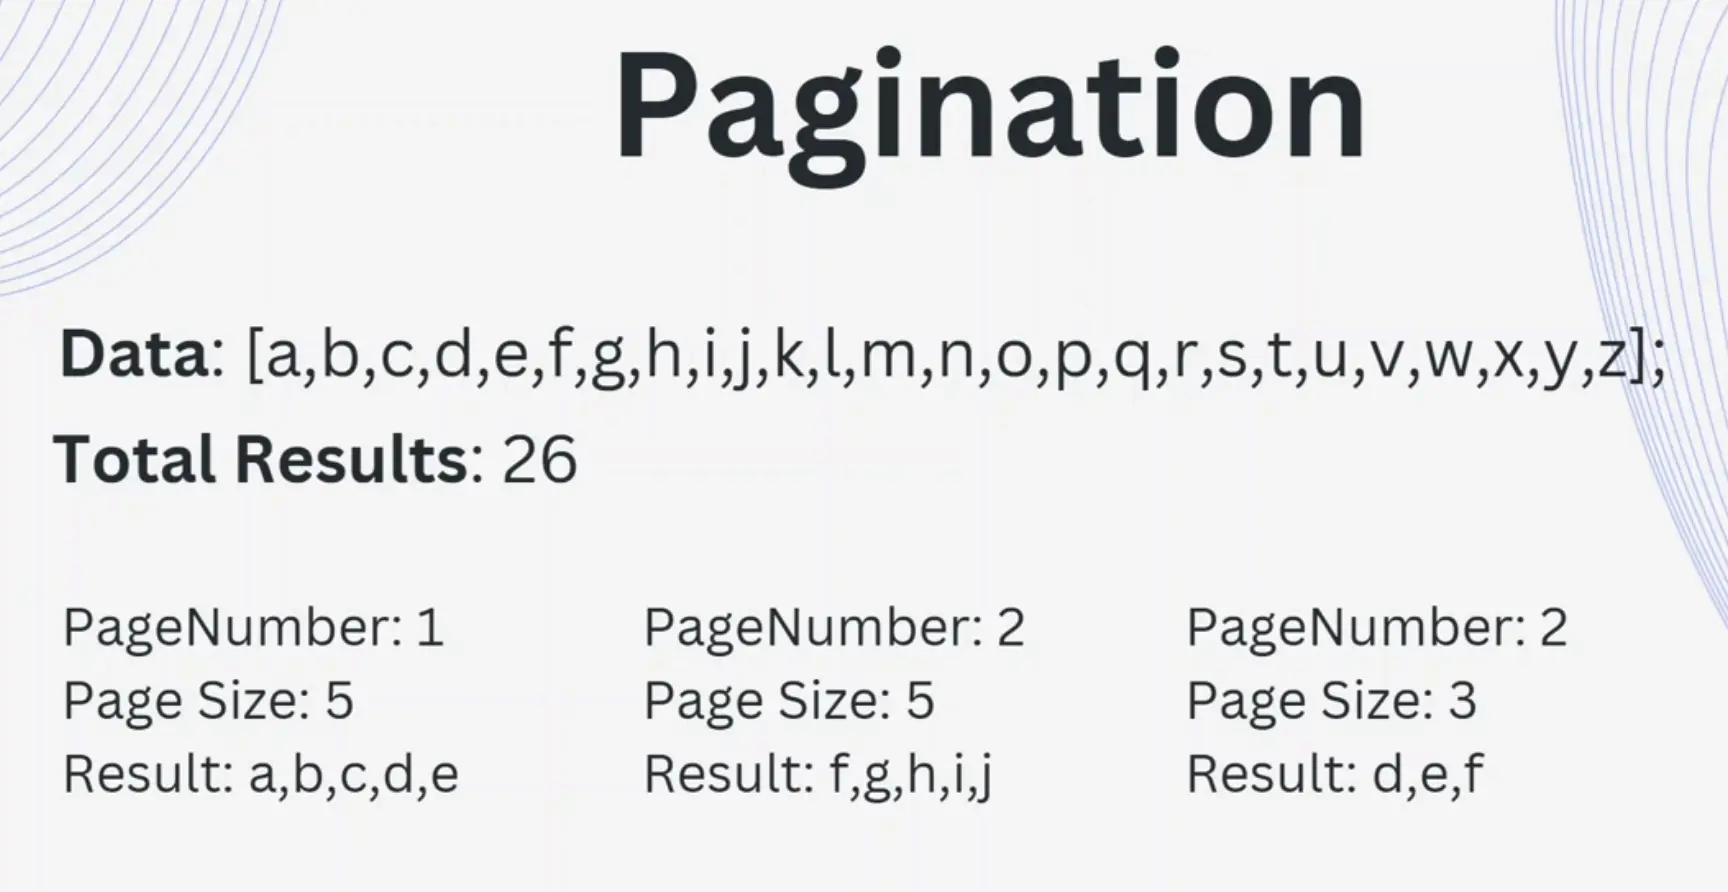 Pagination
Data: [a,b,c,d,e,f,g,h,i,j,k,l,m,n,o,p,q,r,s,t,u,v,w,x,y,z];
Total Results: 26
PageNumber: 1
Page Size: 5
Result: a,b,c,d,e
PageNumber: 2
Page Size: 5
Result: f,g,h,i,j
PageNumber: 2
Page Size: 3
Result: d,e,f